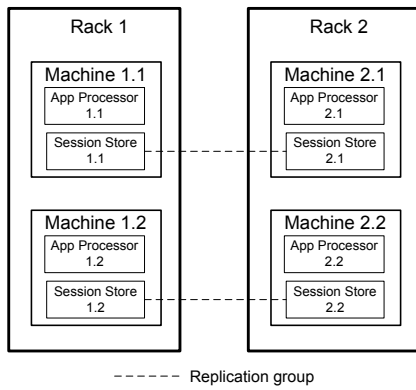 Rack 1
Machine 1.1
App Processor
1.1
Session Store
1.1
Machine 1.2
App Processor
1.2
Session Store
1.2
Rack 2
Machine 2.1
App Processor
2.1
Session Store
2.1
Machine 2.2
App Processor
2.2
Session Store
2.2
Replication group